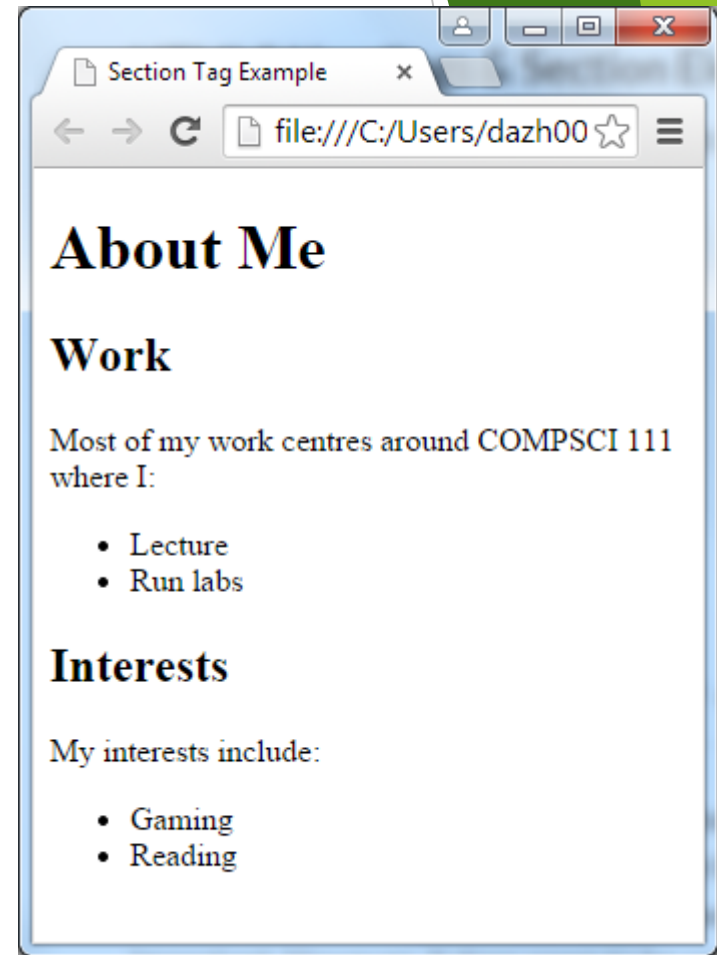 Section Tag Example
file:///C:/Users/dazh00
About Me
Work
Most of my work centres around COMPSCI 111
where I:
• Lecture
• Run labs
Interests
My interests include:
• Gaming
• Reading